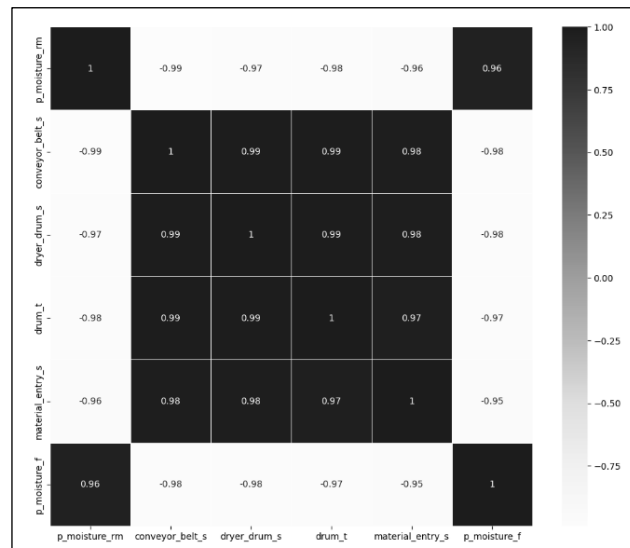 p_moisture_rm 1 -0.99 -0.97 -0.98 -0.96 0.96
conveyor_belt_s -0.99 1 0.99 0.99 0.98 -0.98
dryer_drum_s -0.97 0.99 1 0.99 0.98 -0.98
drum_t -0.98 0.99 0.99 1 0.97 -0.97
material_entry_s -0.96 0.98 0.98 0.97 1 -0.95
p_moisture_f 0.96 -0.98 -0.98 -0.97 -0.95 1
p_moisture_rm conveyor_belt_s dryer_drum_s drum_t material_entry_s p_moisture_f
1.00
0.75
0.50
0.25
0.00
−0.25
−0.50
−0.75